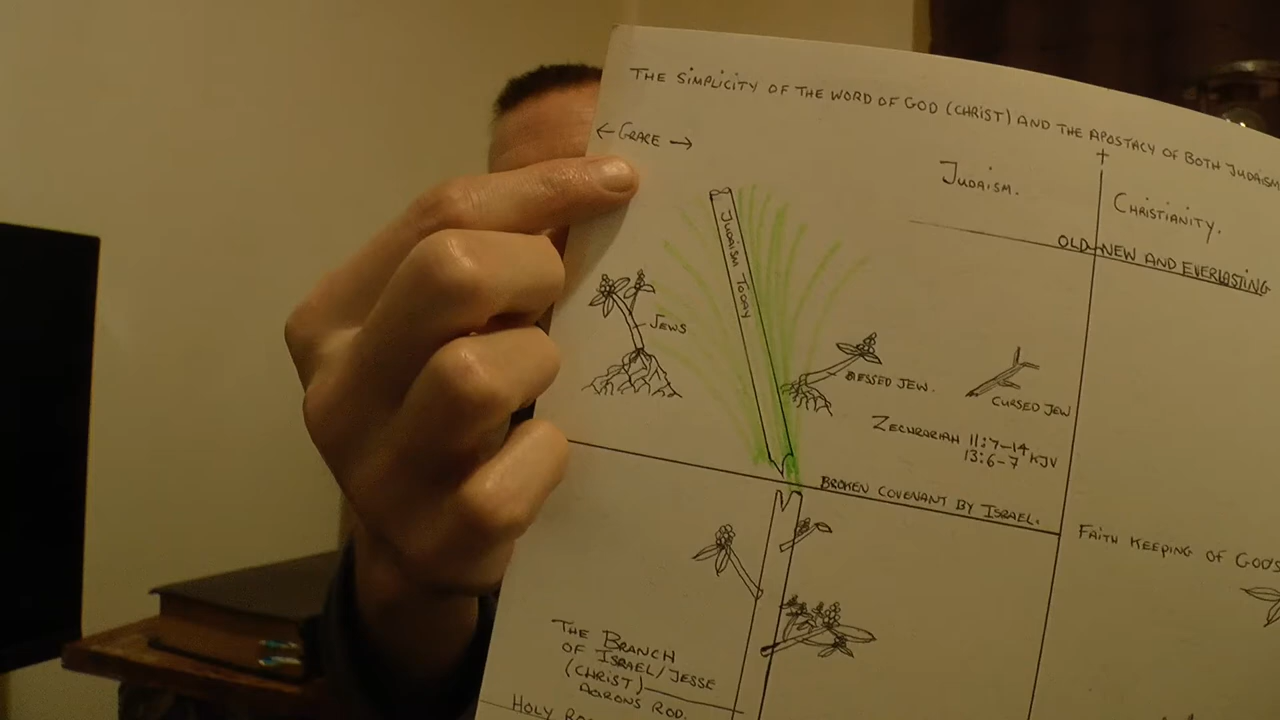 THE SIMPLICITY OF THE WORD OF GOD (CHRIST) AND THE APOSTACY OF BOTH JUDAISM
← GRACE →
JUDAISM.
CHRISTIANITY.
OLD NEW AND EVERLASTING
JUDAISM TODAY
JEWS
BLESSED JEW.
CURSED JEW
ZECHRARIAH 11:7-14 KJV
13:6-7
BROKEN COVENANT BY ISRAEL.
FAITH KEEPING OF GOD'S
THE BRANCH
OF ISRAEL/JESSE
(CHRIST)
AARONS ROD.
HOLY